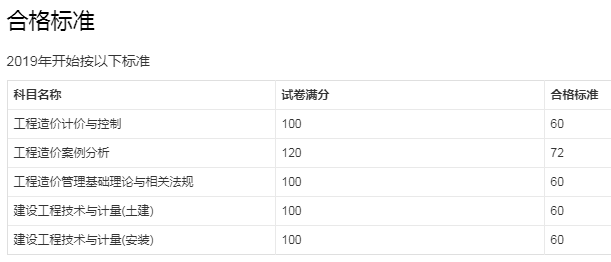 合格标准
2019年开始按以下标准
科目名称 试卷满分 合格标准
工程造价计价与控制 100 60
工程造价案例分析 120 72
工程造价管理基础理论与相关法规 100 60
建设工程技术与计量(土建) 100 60
建设工程技术与计量(安装) 100 60